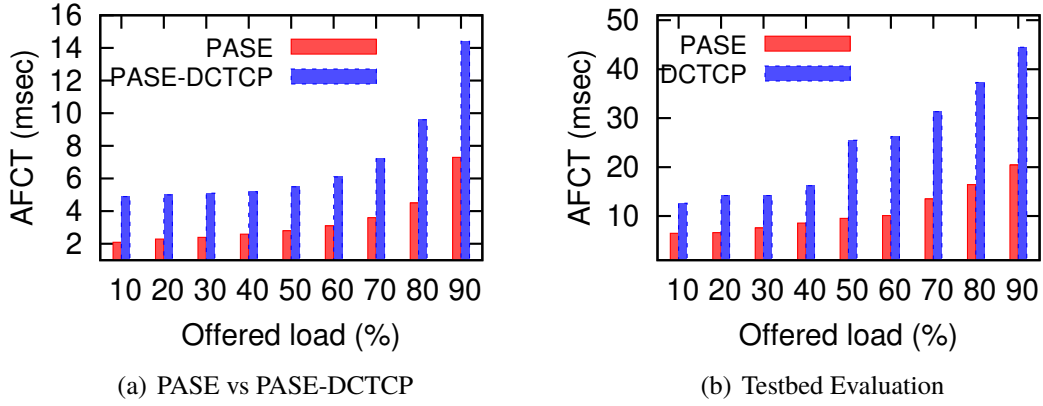 AFCT (msec)
16
14
12
10
8
6
4
2
PASE
PASE-DCTCP
10 20 30 40 50 60 70 80 90
Offered load (%)
(a) PASE vs PASE-DCTCP
AFCT (msec)
50
40
30
20
10
PASE
DCTCP
10 20 30 40 50 60 70 80 90
Offered load (%)
(b) Testbed Evaluation